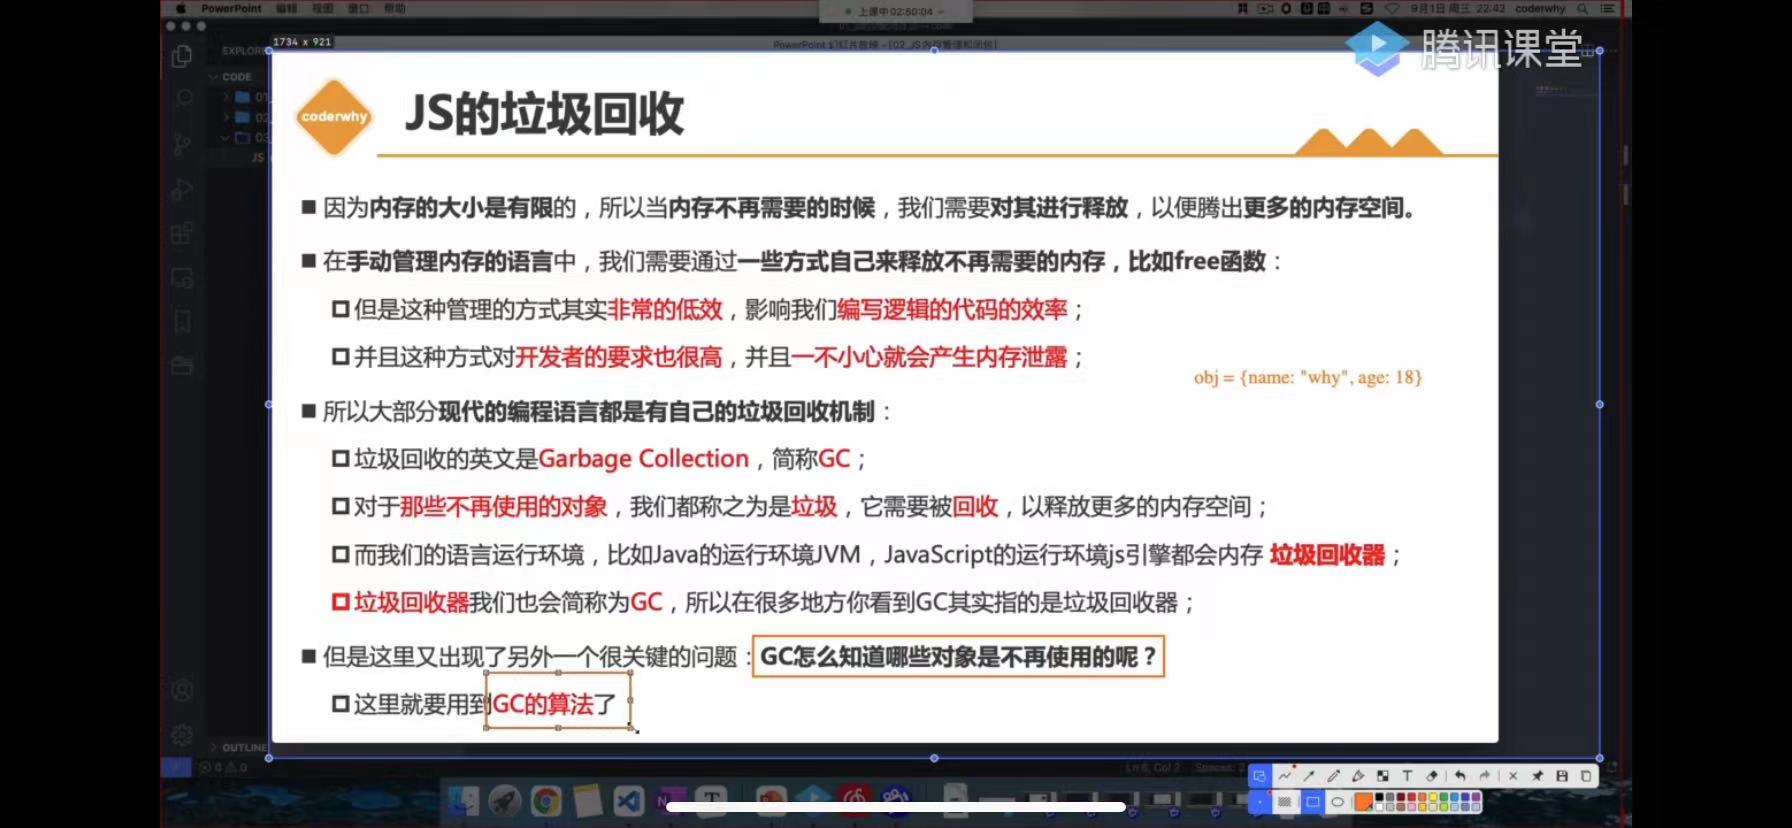 PowerPoint 编辑 视图 窗口 帮助
上课中02:50:04
9月1日 周三 22:42 coderwhy
1734 x 921
腾讯课堂
EXPLOR
CODE
01
02
03
JS
coderwhy
JS的垃圾回收
因为内存的大小是有限的，所以当内存不再需要的时候，我们需要对其进行释放，以便腾出更多的内存空间。
在手动管理内存的语言中，我们需要通过一些方式自己来释放不再需要的内存，比如free函数：
但是这种管理的方式其实非常的低效，影响我们编写逻辑的代码的效率；
并且这种方式对开发者的要求也很高，并且一不小心就会产生内存泄露；
obj = {name: "why", age: 18}
所以大部分现代的编程语言都是有自己的垃圾回收机制：
垃圾回收的英文是Garbage Collection，简称GC；
对于那些不再使用的对象，我们都称之为是垃圾，它需要被回收，以释放更多的内存空间；
而我们的语言运行环境，比如Java的运行环境JVM，JavaScript的运行环境js引擎都会内存 垃圾回收器；
垃圾回收器我们也会简称为GC，所以在很多地方你看到GC其实指的是垃圾回收器；
但是这里又出现了另外一个很关键的问题：GC怎么知道哪些对象是不再使用的呢？
这里就要用到GC的算法了
OUTLINE
0 0
Ln 6, Col 2